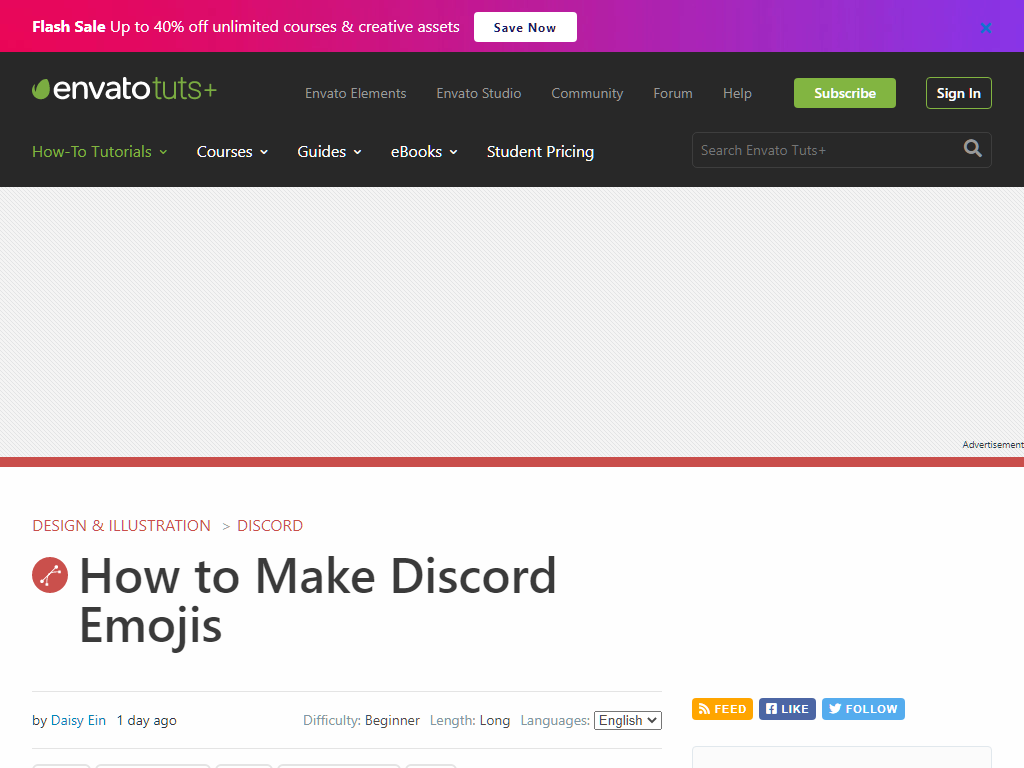 Flash Sale Up to 40% off unlimited courses & creative assets Save Now
envatotuts+ Envato Elements Envato Studio Community Forum Help Subscribe Sign In
How-To Tutorials Courses Guides eBooks Student Pricing Search Envato Tuts+
Advertisement
DESIGN & ILLUSTRATION > DISCORD
How to Make Discord
Emojis
by Daisy Ein 1 day ago Difficulty: Beginner Length: Long Languages: English FEED LIKE FOLLOW